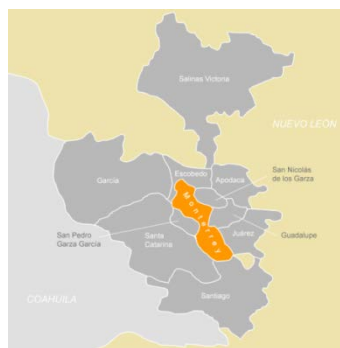 Salinas Victoria
NUEVO LEÓN
San Nicolás
de los Garza
García
Escobedo
Apodaca
Monterrey
San Pedro
Garza García
Santa
Catarina
Juárez
Guadalupe
COAHUILA
Santiago